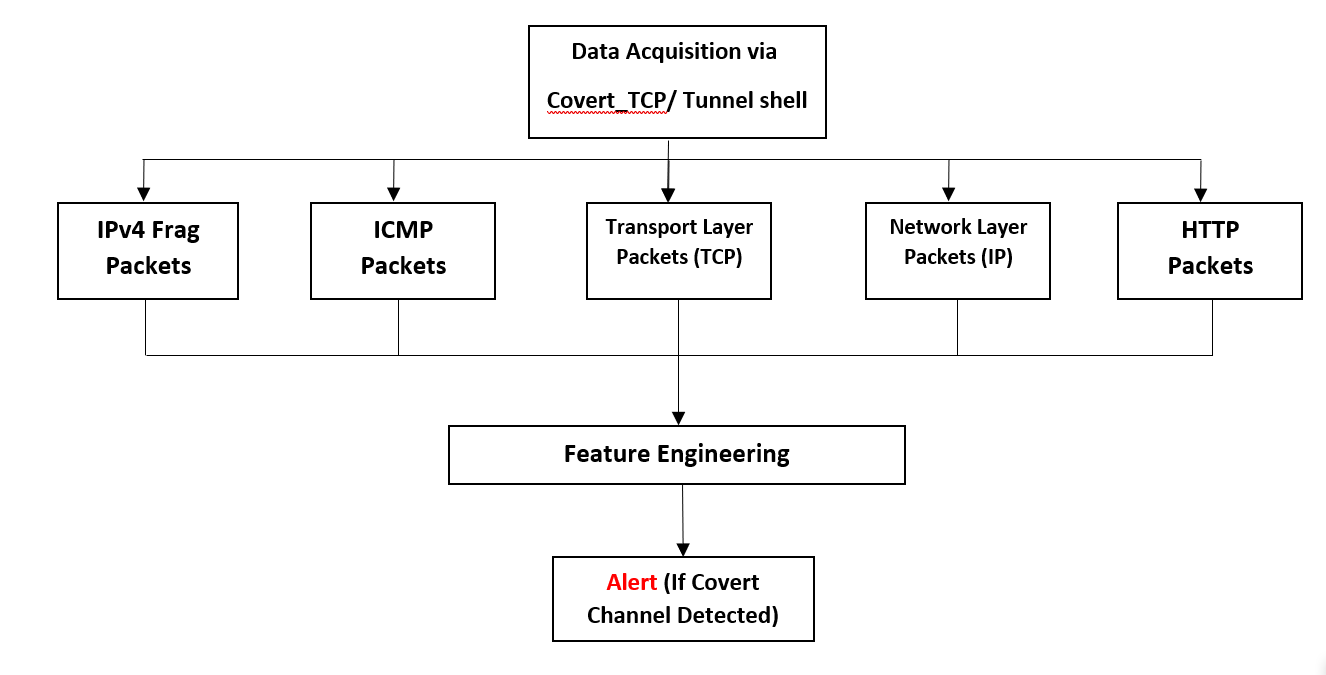 Data Acquisition via
Covert_TCP/ Tunnel shell
IPv4 Frag
Packets
ICMP
Packets
Transport Layer
Packets (TCP)
Network Layer
Packets (IP)
HTTP
Packets
Feature Engineering
Alert (If Covert
Channel Detected)